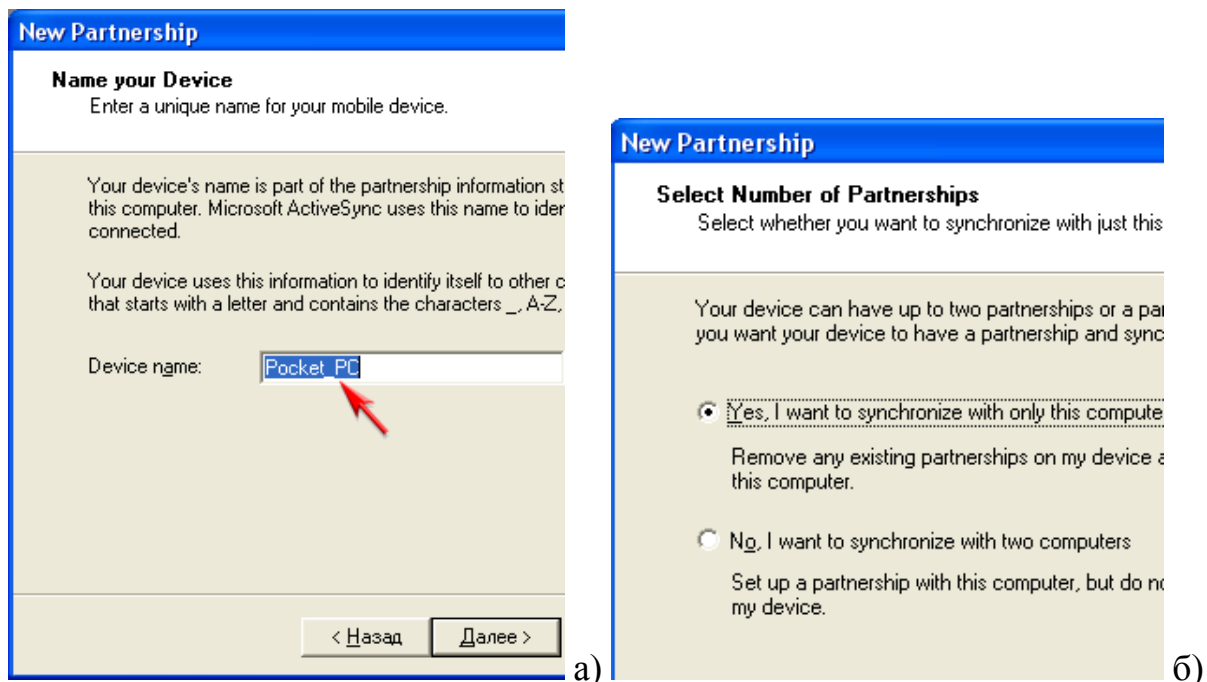 New Partnership
Name your Device
Enter a unique name for your mobile device.
Your device's name is part of the partnership information st
this computer. Microsoft ActiveSync uses this name to iden
connected.
Your device uses this information to identify itself to other c
that starts with a letter and contains the characters _, A-Z,
Device name:
Pocket_PC
< Назад
Далее >
а)
New Partnership
Select Number of Partnerships
Select whether you want to synchronize with just this
Your device can have up to two partnerships or a par
you want your device to have a partnership and sync
Yes, I want to synchronize with only this compute
Remove any existing partnerships on my device a
this computer.
No, I want to synchronize with two computers
Set up a partnership with this computer, but do no
my device.
б)